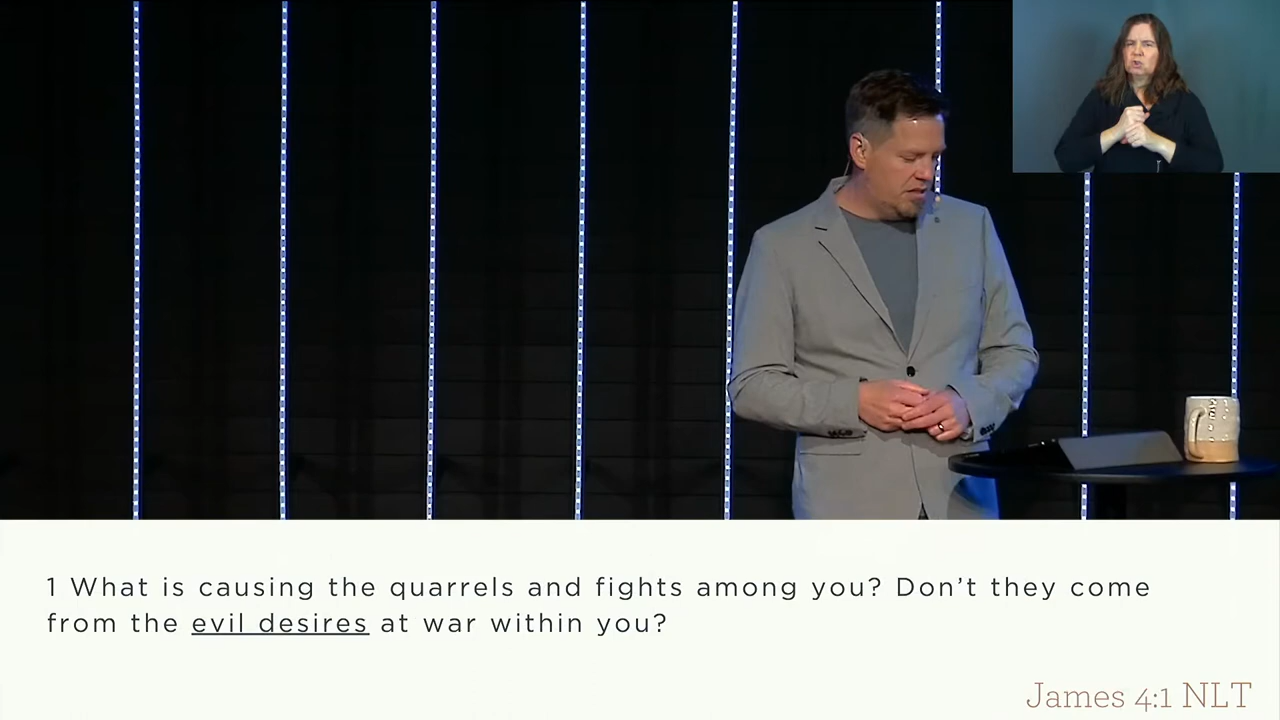 1 What is causing the quarrels and fights among you? Don’t they come
from the evil desires at war within you?
James 4:1 NLT